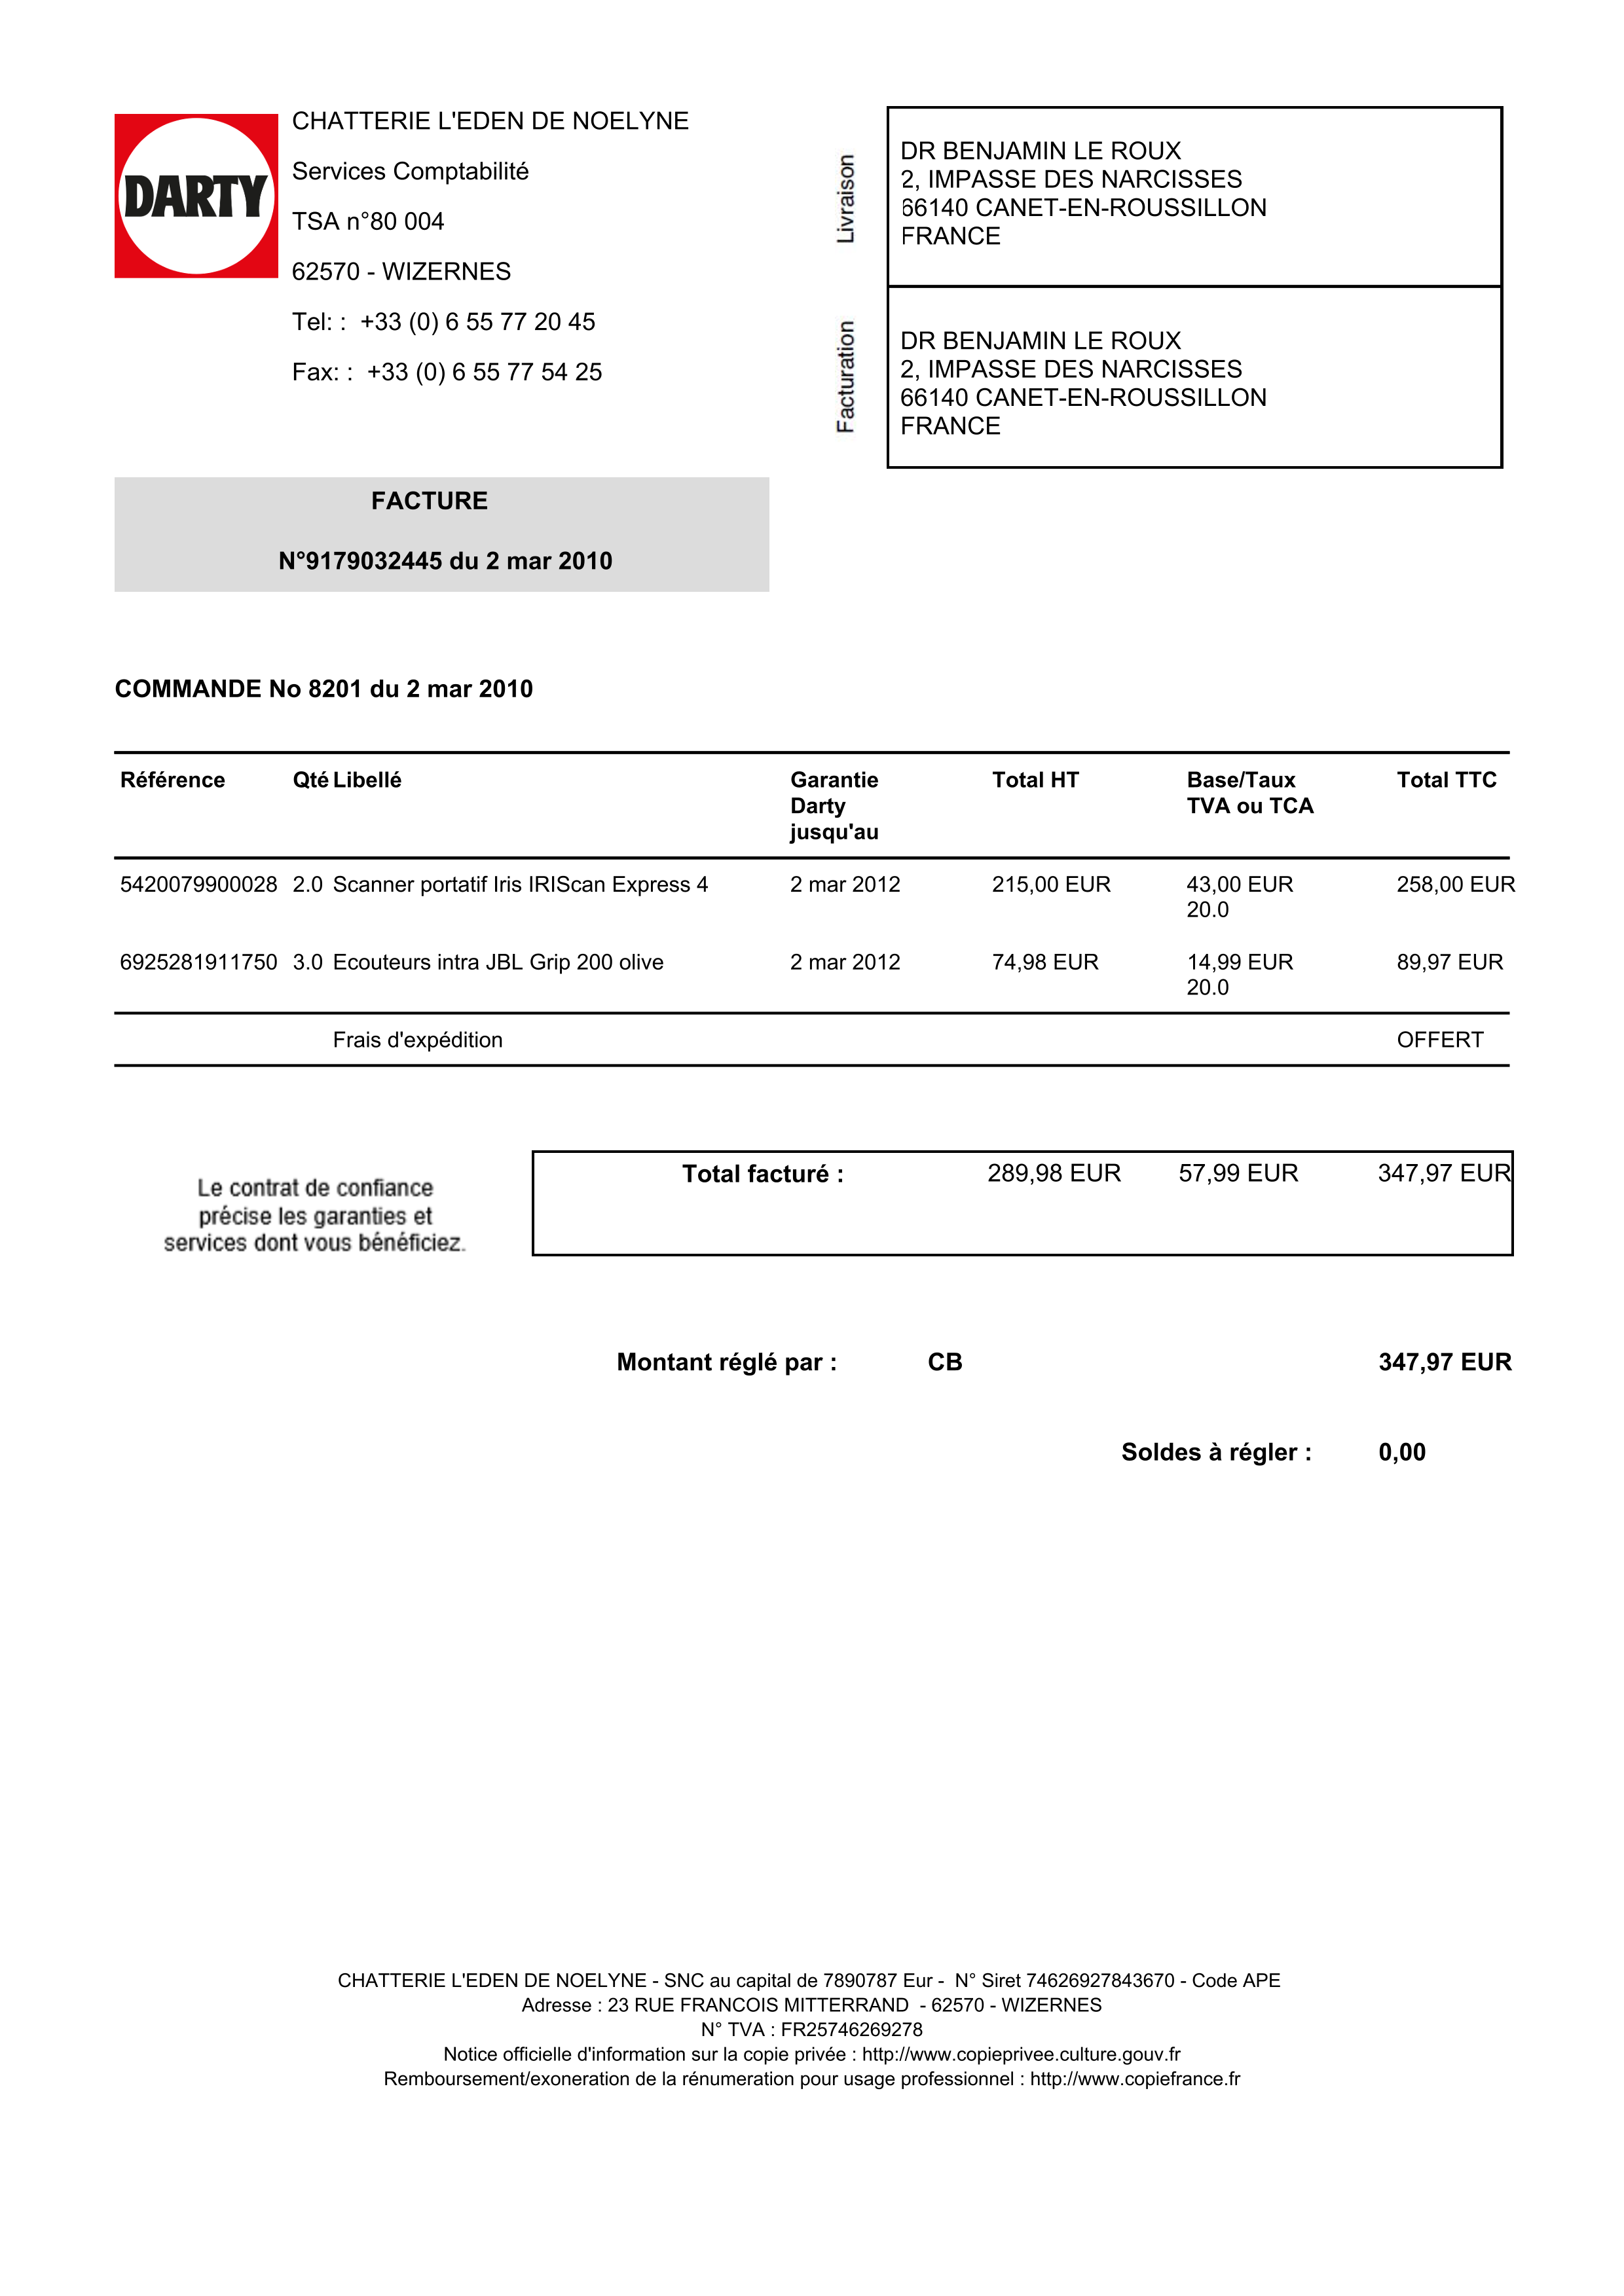 DARTY
CHATTERIE L'EDEN DE NOELYNE
Services Comptabilité
TSA n°80 004
62570 - WIZERNES
Tel: :  +33 (0) 6 55 77 20 45
Fax: :  +33 (0) 6 55 77 54 25
Livraison
DR BENJAMIN LE ROUX
2, IMPASSE DES NARCISSES
66140 CANET-EN-ROUSSILLON
FRANCE
Facturation
DR BENJAMIN LE ROUX
2, IMPASSE DES NARCISSES
66140 CANET-EN-ROUSSILLON
FRANCE
FACTURE
N°9179032445 du 2 mar 2010
COMMANDE No 8201 du 2 mar 2010
Référence Qté Libellé Garantie Total HT Base/Taux Total TTC
Darty TVA ou TCA
jusqu'au
5420079900028 2.0 Scanner portatif Iris IRIScan Express 4 2 mar 2012 215,00 EUR 43,00 EUR 258,00 EUR
20.0
6925281911750 3.0 Ecouteurs intra JBL Grip 200 olive 2 mar 2012 74,98 EUR 14,99 EUR 89,97 EUR
20.0
Frais d'expédition OFFERT
Le contrat de confiance
précise les garanties et
services dont vous bénéficiez.
Total facturé : 289,98 EUR 57,99 EUR 347,97 EUR
Montant réglé par : CB 347,97 EUR
Soldes à régler : 0,00
CHATTERIE L'EDEN DE NOELYNE - SNC au capital de 7890787 Eur -  N° Siret 74626927843670 - Code APE
Adresse : 23 RUE FRANCOIS MITTERRAND  - 62570 - WIZERNES
N° TVA : FR25746269278
Notice officielle d'information sur la copie privée : http://www.copieprivee.culture.gouv.fr
Remboursement/exoneration de la rénumeration pour usage professionnel : http://www.copiefrance.fr